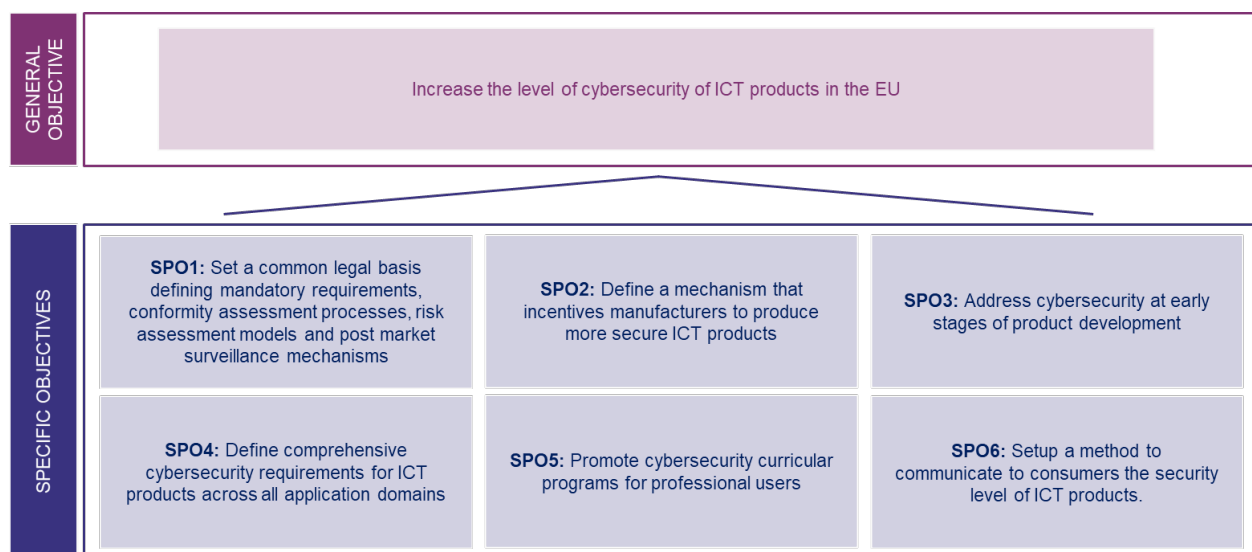 GENERAL
OBJECTIVE
Increase the level of cybersecurity of ICT products in the EU
SPECIFIC OBJECTIVES
SPO1: Set a common legal basis
defining mandatory requirements,
conformity assessment processes, risk
assessment models and post market
surveillance mechanisms
SPO2: Define a mechanism that
incentives manufacturers to produce
more secure ICT products
SPO3: Address cybersecurity at early
stages of product development
SPO4: Define comprehensive
cybersecurity requirements for ICT
products across all application domains
SPO5: Promote cybersecurity curricular
programs for professional users
SPO6: Setup a method to
communicate to consumers the security
level of ICT products.